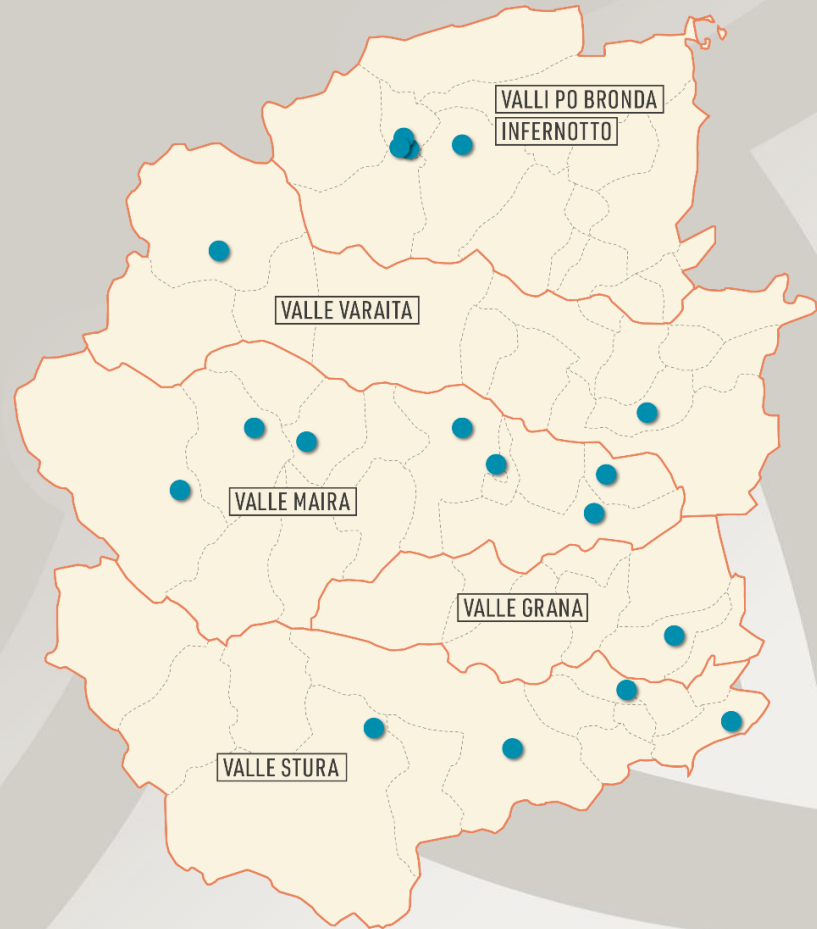 VALLI PO BRONDA
INFERNOTTO
VALLE VARAITA
VALLE MAIRA
VALLE GRANA
VALLE STURA